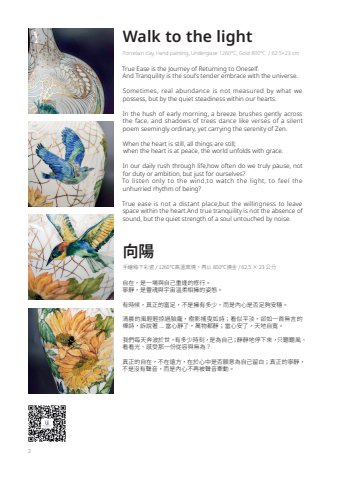 Walk to the light
Porcelain clay, Hand painting, Underglaze 1260°C, Gold 800°C / 62.5×23 cm
True Ease is the Journey of Returning to Oneself.
And Tranquility is the soul's tender embrace with the universe.
Sometimes, real abundance is not measured by what we
possess, but by the quiet steadiness within our hearts.
In the hush of early morning, a breeze brushes gently across
the face, and shadows of trees dance like verses of a silent
poem seemingly ordinary, yet carrying the serenity of Zen.
When the heart is still, all things are still;
when the heart is at peace, the world unfolds with grace.
In our daily rush through life,how often do we truly pause, not
for duty or ambition, but just for ourselves?
To listen only to the wind,to watch the light, to feel the
unhurried rhythm of being?
True ease is not a distant place,but the willingness to leave
space within the heart.And true tranquility is not the absence of
sound, but the quiet strength of a soul untouched by noise.
向陽
手繪釉下彩瓷 / 1260°C高溫素燒，再以 800°C燒金 /62.5 × 23 公分
自在，是一場與自己重逢的修行。
寧靜，是靈魂與宇宙溫柔相擁的姿態。
有時候，真正的富足，不是擁有多少，而是內心是否足夠安穩。
清晨的風輕輕掠過臉龐，樹影搖曳如詩；看似平淡，卻如一首無言的
禪詩，訴說著 ... 當心靜了，萬物都靜；當心安了，天地自寬。
我們每天奔波於世，有多少時刻，是為自己靜靜地停下來，只聽聽風、
看看光、感受那一份從容與無為？
真正的自在，不在遠方，在於心中是否願意為自己留白；真正的寧靜，
不是沒有聲音，而是內心不再被聲音牽動。
2